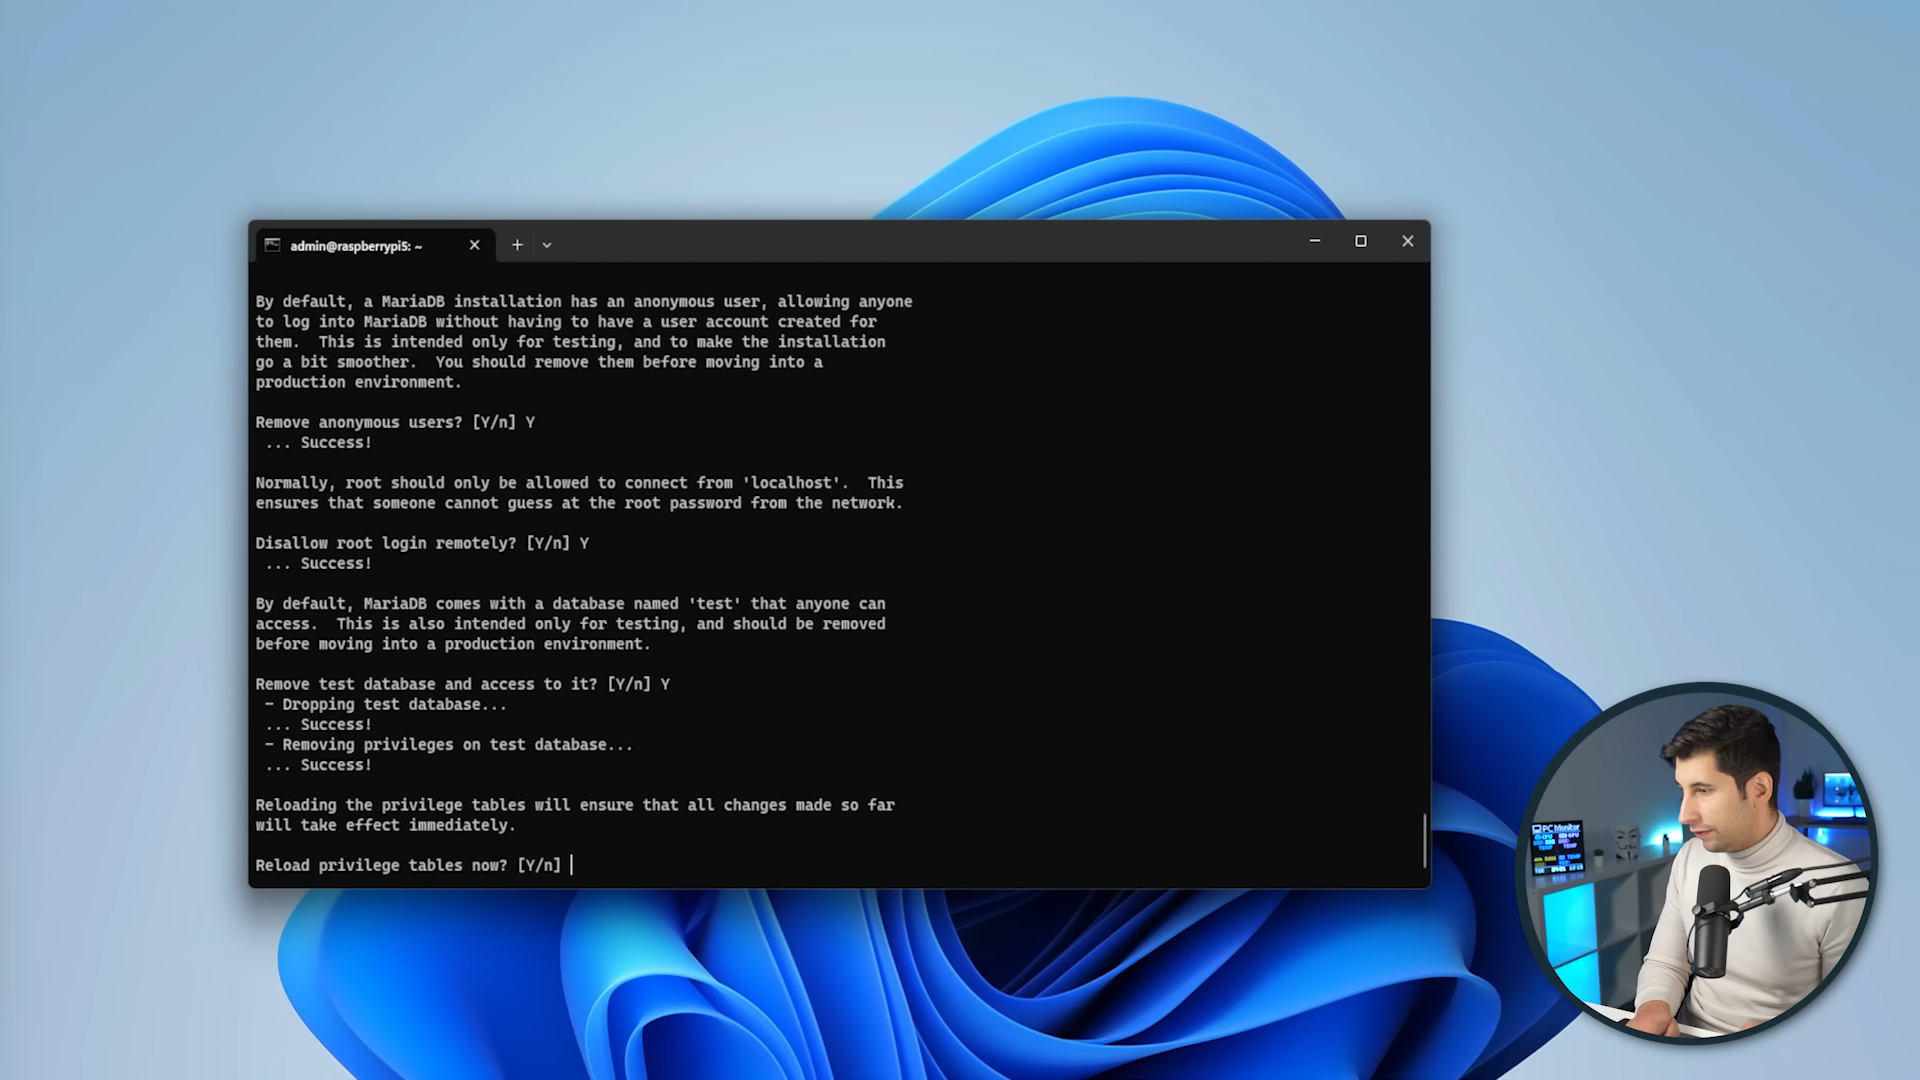 admin@raspberrypi5: ~
By default, a MariaDB installation has an anonymous user, allowing anyone
to log into MariaDB without having to have a user account created for
them.  This is intended only for testing, and to make the installation
go a bit smoother.  You should remove them before moving into a
production environment.
Remove anonymous users? [Y/n] Y
... Success!
Normally, root should only be allowed to connect from 'localhost'.  This
ensures that someone cannot guess at the root password from the network.
Disallow root login remotely? [Y/n] Y
... Success!
By default, MariaDB comes with a database named 'test' that anyone can
access.  This is also intended only for testing, and should be removed
before moving into a production environment.
Remove test database and access to it? [Y/n] Y
- Dropping test database...
... Success!
- Removing privileges on test database...
... Success!
Reloading the privilege tables will ensure that all changes made so far
will take effect immediately.
Reload privilege tables now? [Y/n]
PC Monitor